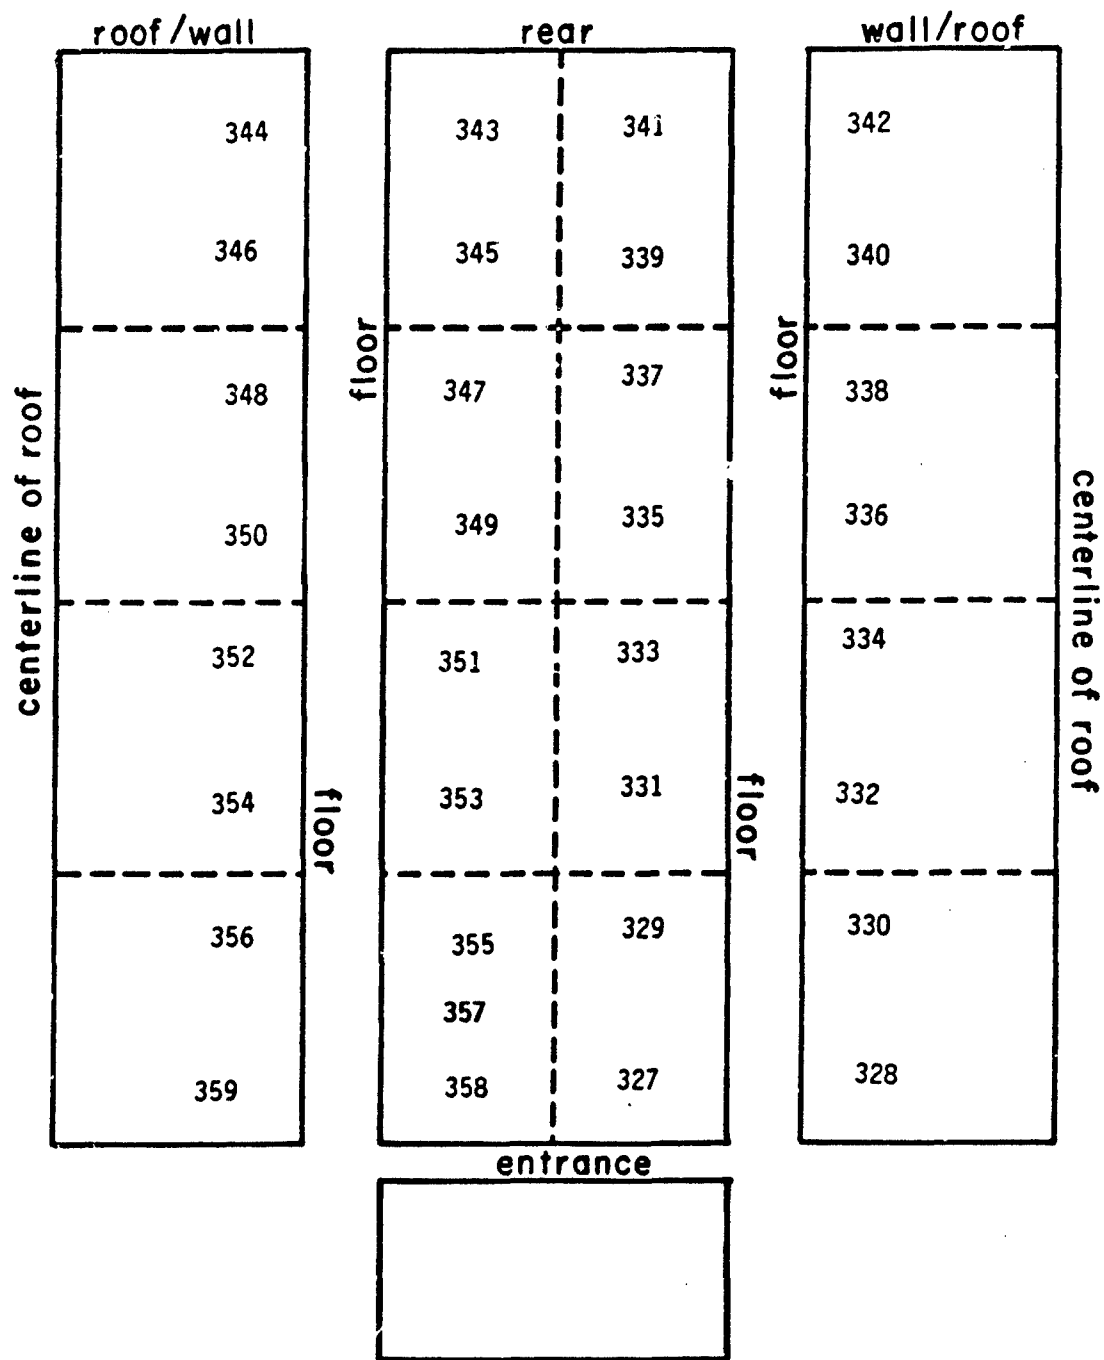 roof/wall rear wall/roof
344 343 341 342
346 345 339 340
floor floor
348 347 337 338
centerline of roof
350 349 335 336
centerline of roof
352 351 333 334
354 353 331 332
floor floor
356 355 329 330
357
359 358 327 328
entrance